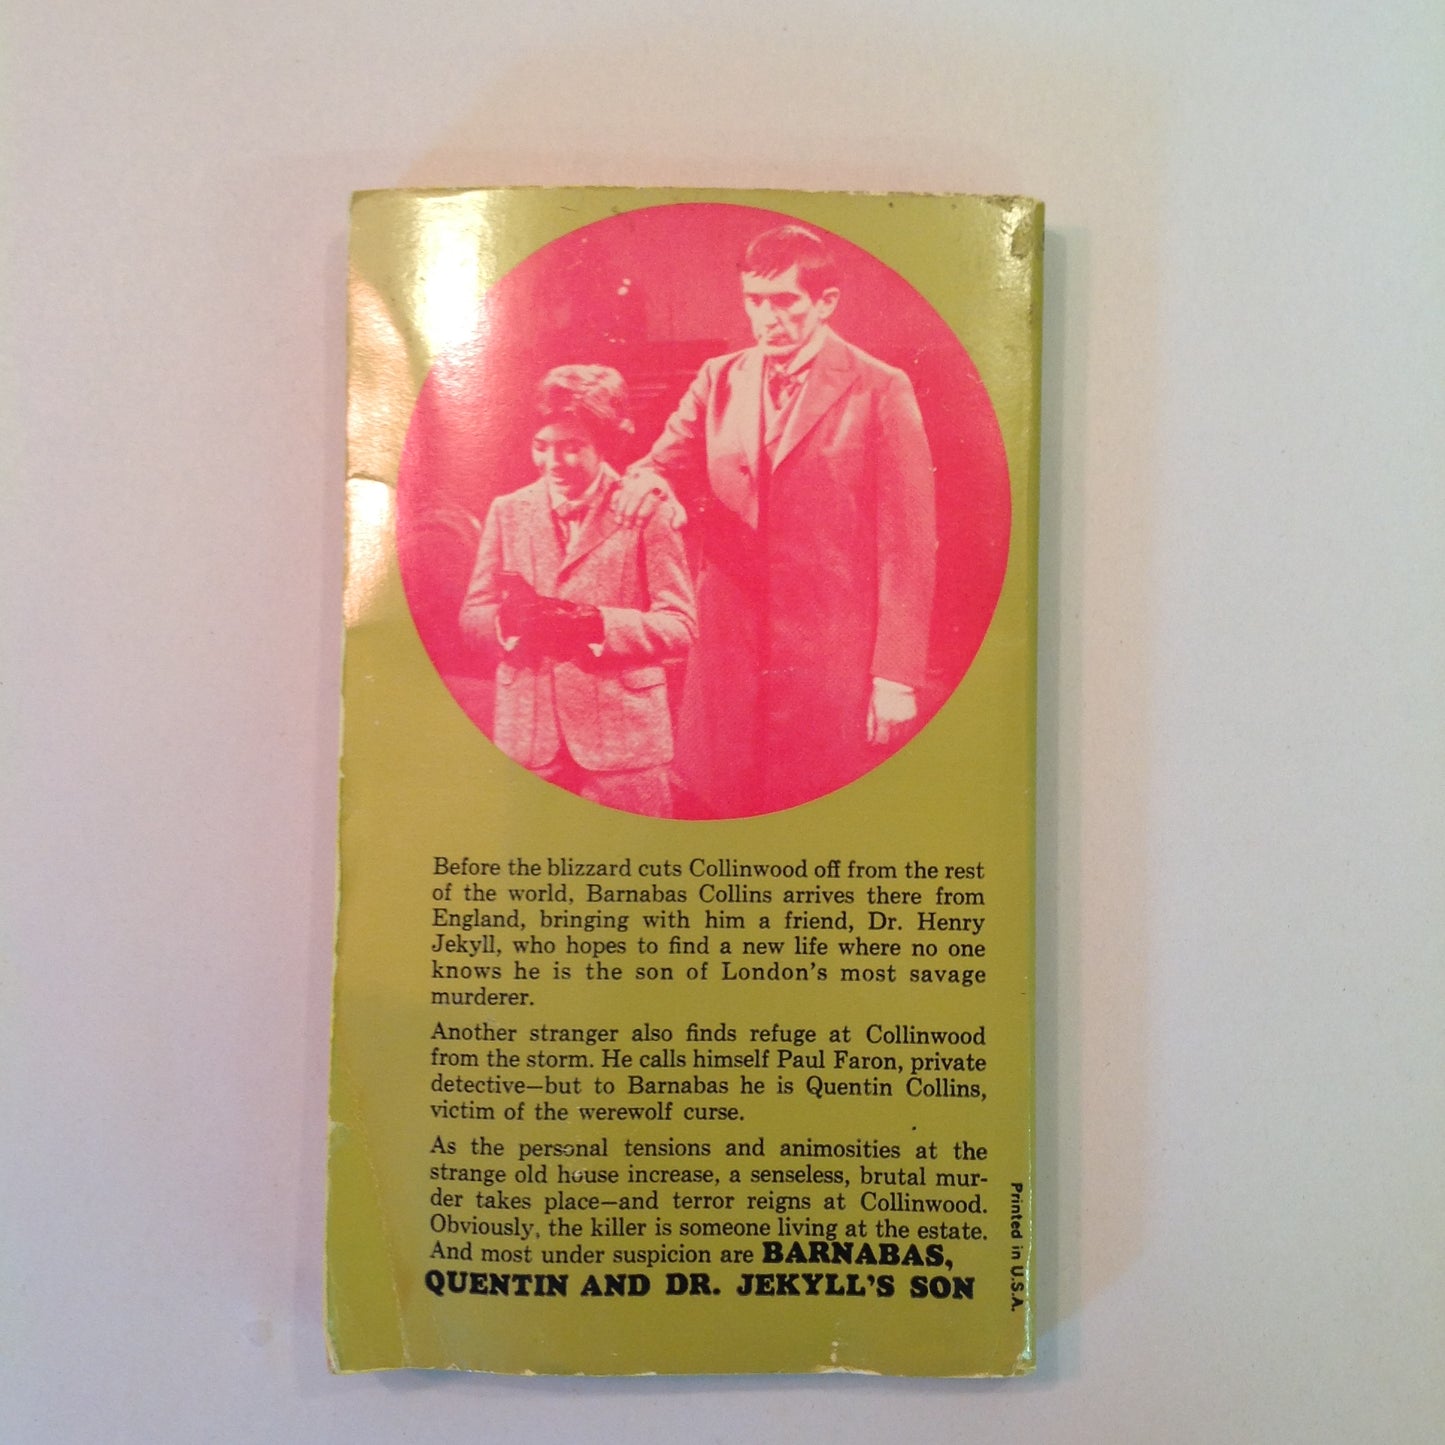 Before the blizzard cuts Collinwood off from the rest
of the world, Barnabas Collins arrives there from
England, bringing with him a friend, Dr. Henry
Jekyll, who hopes to find a new life where no one
knows he is the son of London's most savage
murderer.
Another stranger also finds refuge at Collinwood
from the storm. He calls himself Paul Faron, private
detective—but to Barnabas he is Quentin Collins,
victim of the werewolf curse.
As the personal tensions and animosities at the
strange old house increase, a senseless, brutal mur-
der takes place—and terror reigns at Collinwood.
Obviously, the killer is someone living at the estate.
And most under suspicion are BARNABAS,
QUENTIN AND DR. JEKYLL'S SON
Printed in U.S.A.